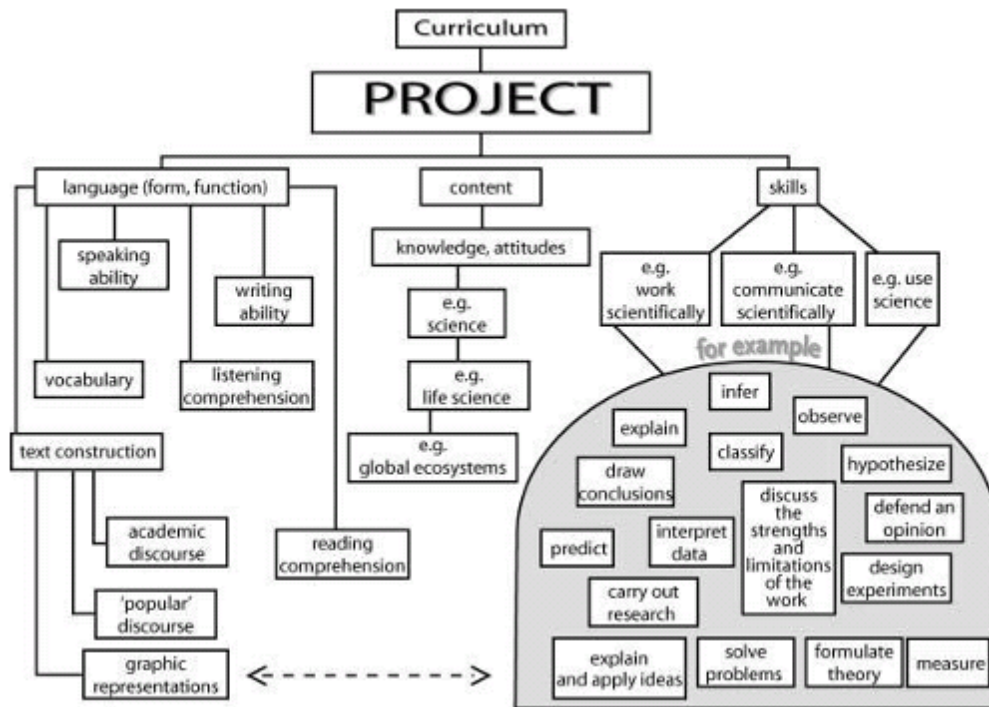 Curriculum
PROJECT
language (form, function)
content
skills
speaking
ability
writing
ability
vocabulary
listening
comprehension
text construction
academic
discourse
'popular'
discourse
graphic
representations
reading
comprehension
knowledge, attitudes
e.g.
science
e.g.
life science
e.g.
global ecosystems
e.g.
work
scientifically
e.g.
communicate
scientifically
e.g. use
science
for example
infer
observe
explain
classify
hypothesize
draw
conclusions
discuss
the
strengths
and
limitations
of the
work
defend an
opinion
predict
interpret
data
design
experiments
carry out
research
explain
and apply ideas
solve
problems
formulate
theory
measure